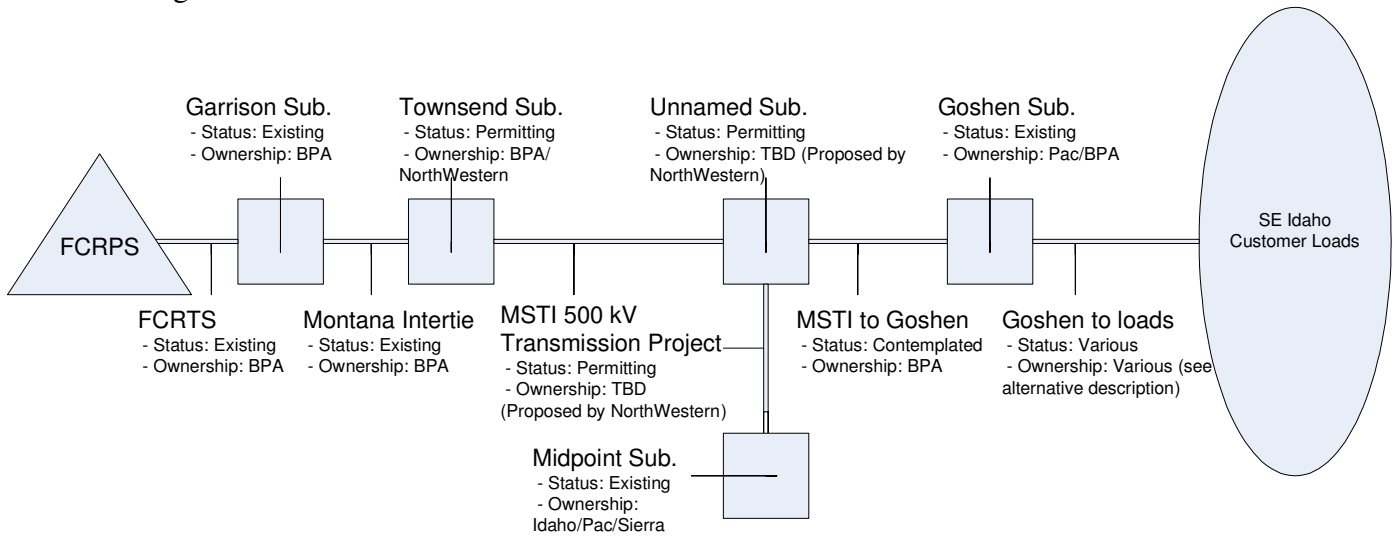 Garrison Sub.
- Status: Existing
- Ownership: BPA
Townsend Sub.
- Status: Permitting
- Ownership: BPA/
NorthWestern
Unnamed Sub.
- Status: Permitting
- Ownership: TBD (Proposed by
NorthWestern)
Goshen Sub.
- Status: Existing
- Ownership: Pac/BPA
FCRPS
SE Idaho
Customer Loads
FCRTS
- Status: Existing
- Ownership: BPA
Montana Intertie
- Status: Existing
- Ownership: BPA
MSTI 500 kV
Transmission Project
- Status: Permitting
- Ownership: TBD
(Proposed by NorthWestern)
MSTI to Goshen
- Status: Contemplated
- Ownership: BPA
Goshen to loads
- Status: Various
- Ownership: Various (see
alternative description)
Midpoint Sub.
- Status: Existing
- Ownership:
Idaho/Pac/Sierra